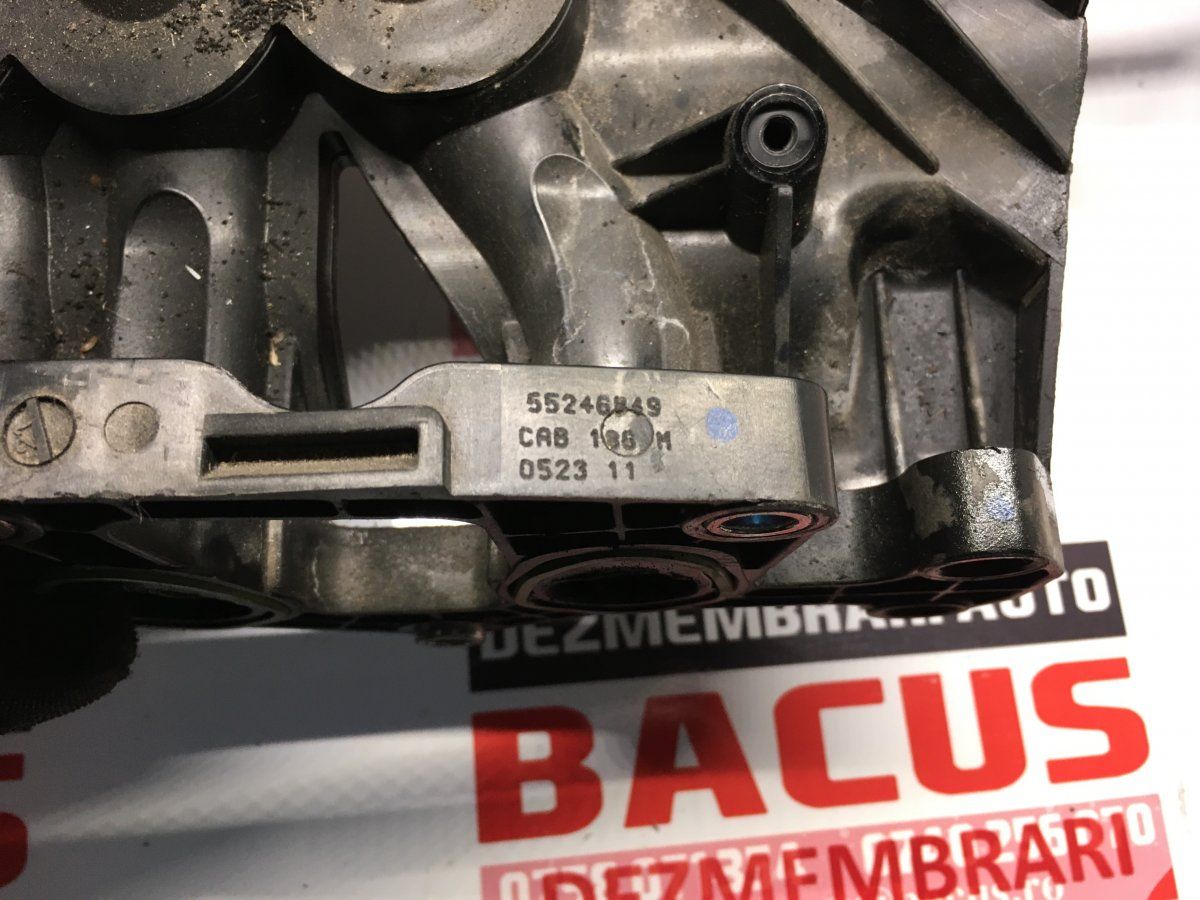 55246849
CAB 186 M
0523 11
DEZMEMBRARI AUTO
BACUS
DEZMEMBRARI